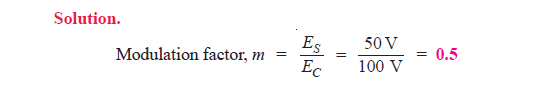 Solution.
Modulation factor, m = E_S / E_C = 50 V / 100 V = 0.5